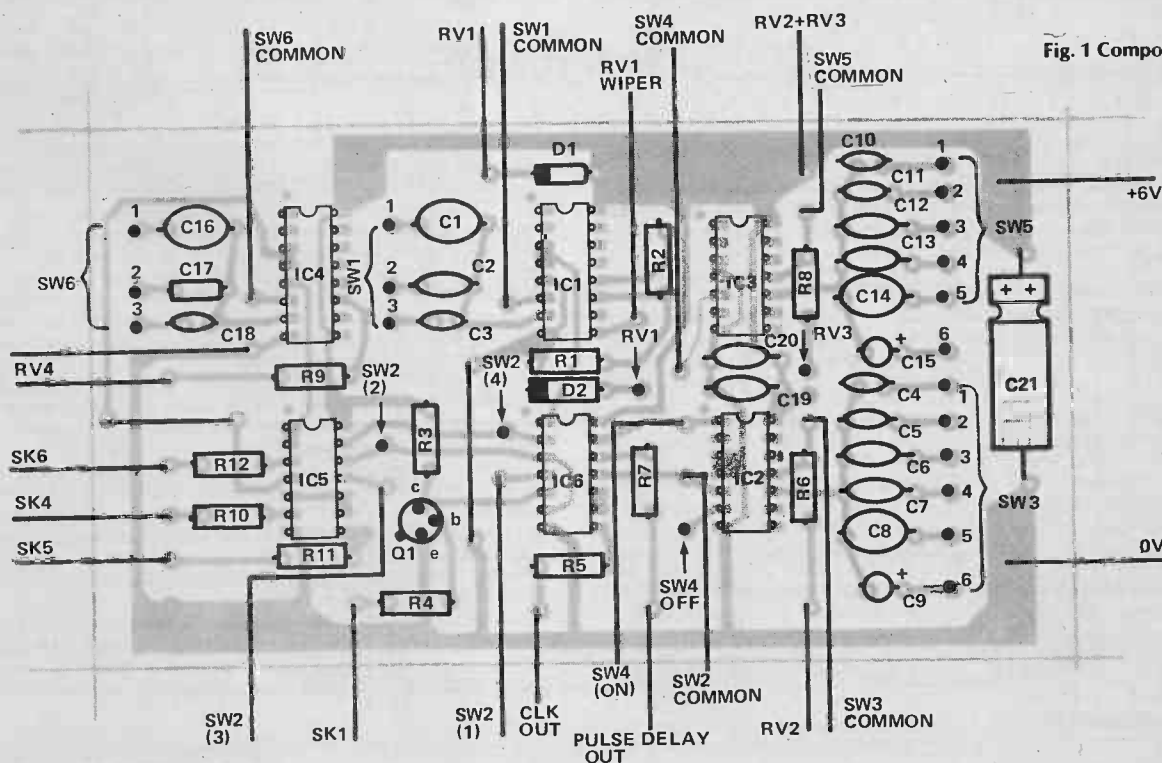 SW6
COMMON
RV1
SW1
COMMON
SW4
COMMON
RV1
WIPER
RV2+RV3
SW5
COMMON
Fig. 1 Compo
D1
C10
1
C11
2
C12
3
C13
4
C14
5
SW5
+6V
1
C16
SW6
2
C17
3
C18
IC4
1
C1
SW1
2
C2
3
C3
IC1
R2
IC3
R8
C20
RV3
C15
+
6
+ +
C21
RV4
R9
SW2
(2)
SW2
(4)
R1
D2
RV1
C19
C4
1
C5
2
C6
3
C7
4
C8
5
C9
+
6
SW3
0V
SK6
R12
IC5
R3
SK4
R10
SK5
R11
c
b
e
Q1
IC6
R7
IC2
R6
R4
R5
SW4
OFF
SW2
(3)
SK1
SW2
(1)
CLK
OUT
PULSE DELAY
OUT
SW4
(ON)
SW2
COMMON
RV2
SW3
COMMON